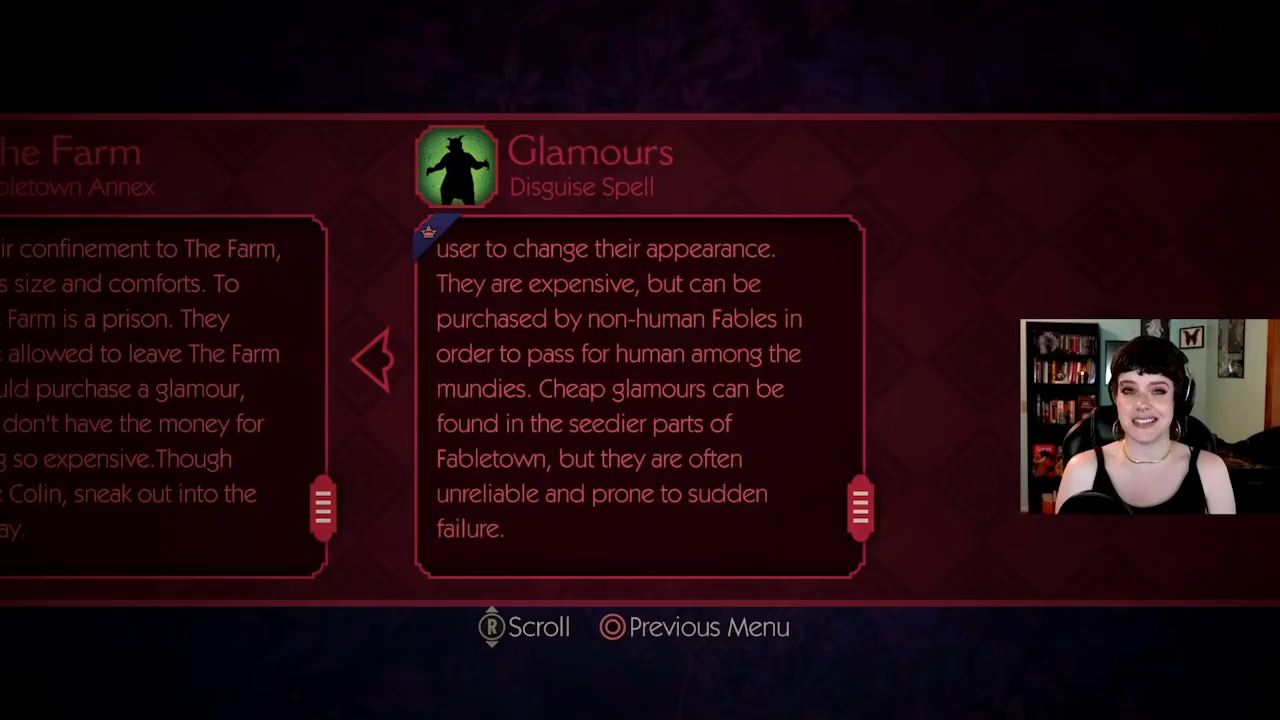 he Farm
bletown Annex
ir confinement to The Farm,
s size and comforts. To
Farm is a prison. They
allowed to leave The Farm
uld purchase a glamour,
don't have the money for
g so expensive.Though
Colin, sneak out into the
ay.
Glamours
Disguise Spell
user to change their appearance.
They are expensive, but can be
purchased by non-human Fables in
order to pass for human among the
mundies. Cheap glamours can be
found in the seedier parts of
Fabletown, but they are often
unreliable and prone to sudden
failure.
R Scroll
Previous Menu